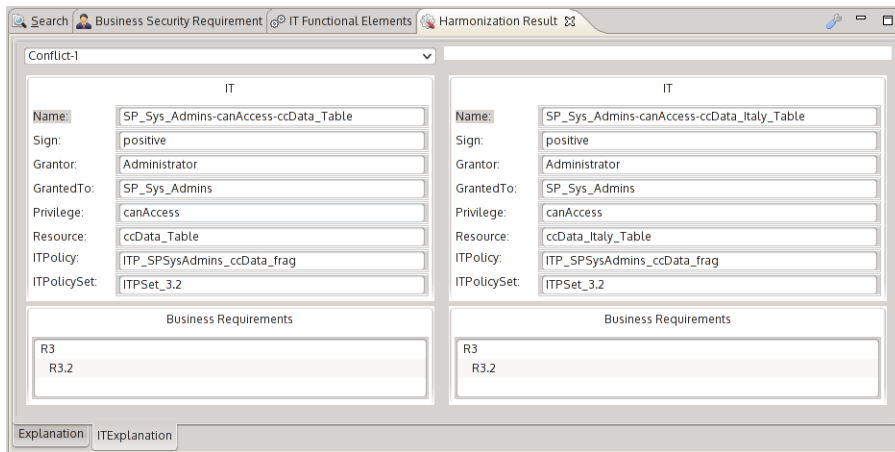 Search Business Security Requirement IT Functional Elements Harmonization Result
Conflict-1
IT
Name: SP_Sys_Admins-canAccess-ccData_Table
Sign: positive
Grantor: Administrator
GrantedTo: SP_Sys_Admins
Privilege: canAccess
Resource: ccData_Table
ITPolicy: ITP_SPSysAdmins_ccData_frag
ITPolicySet: ITPSet_3.2
Business Requirements
R3
R3.2
IT
Name: SP_Sys_Admins-canAccess-ccData_Italy_Table
Sign: positive
Grantor: Administrator
GrantedTo: SP_Sys_Admins
Privilege: canAccess
Resource: ccData_Italy_Table
ITPolicy: ITP_SPSysAdmins_ccData_frag
ITPolicySet: ITPSet_3.2
Business Requirements
R3
R3.2
Explanation ITExplanation